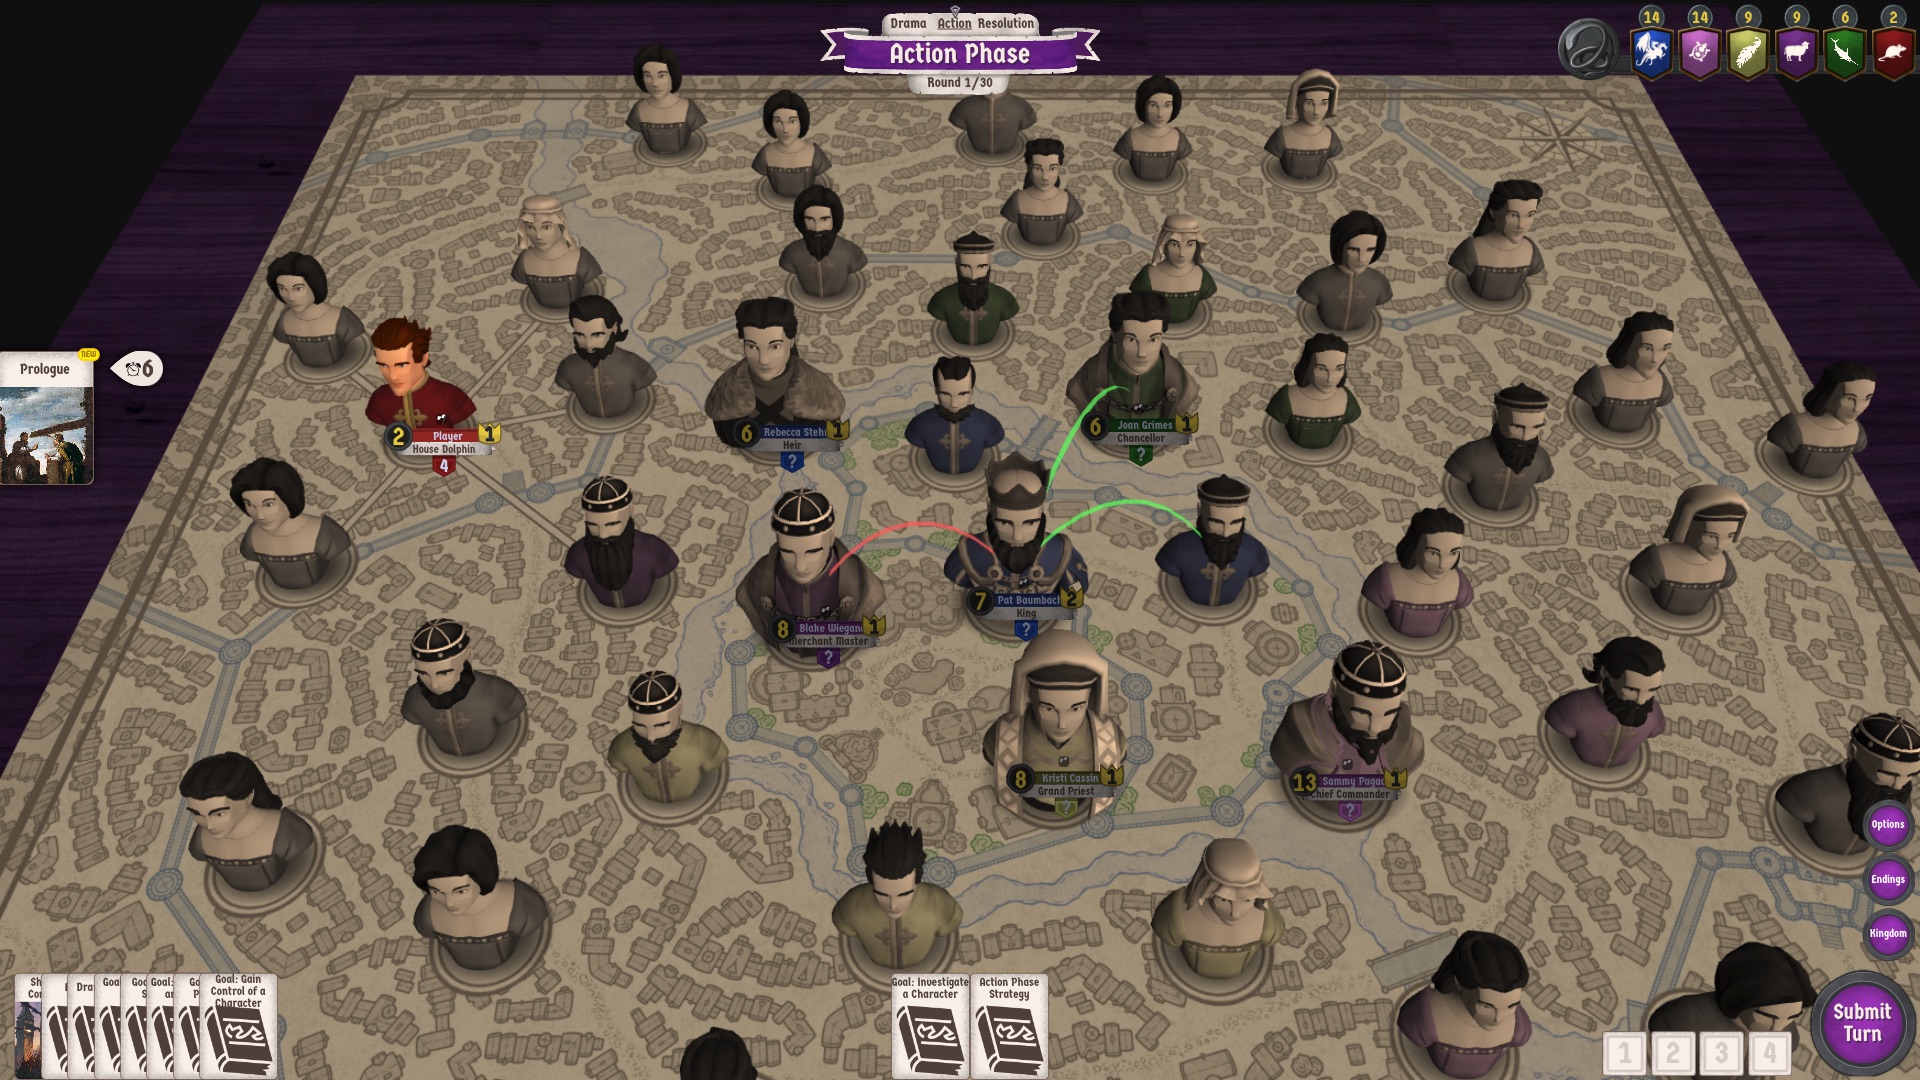 Drama Action Resolution
Action Phase
Round 1/30
14 14 9 9 6 2
NEW
Prologue
6
2 Player 1
House Dolphin
4
6 Rebecca Steh 1
Heir
?
6 Joan Grimes 1
Chancellor
?
8 Blake Wiegan 1
Merchant Master
?
7 Pat Baumbac 2
King
?
8 Kristi Cassin 1
Grand Priest
?
13 Sammy Paga 1
Chief Commander
?
Options
Endings
Kingdom
Goal: Gain
Control of a
Character
Goal: Investigate
a Character
Action Phase
Strategy
1 2 3 4
Submit
Turn